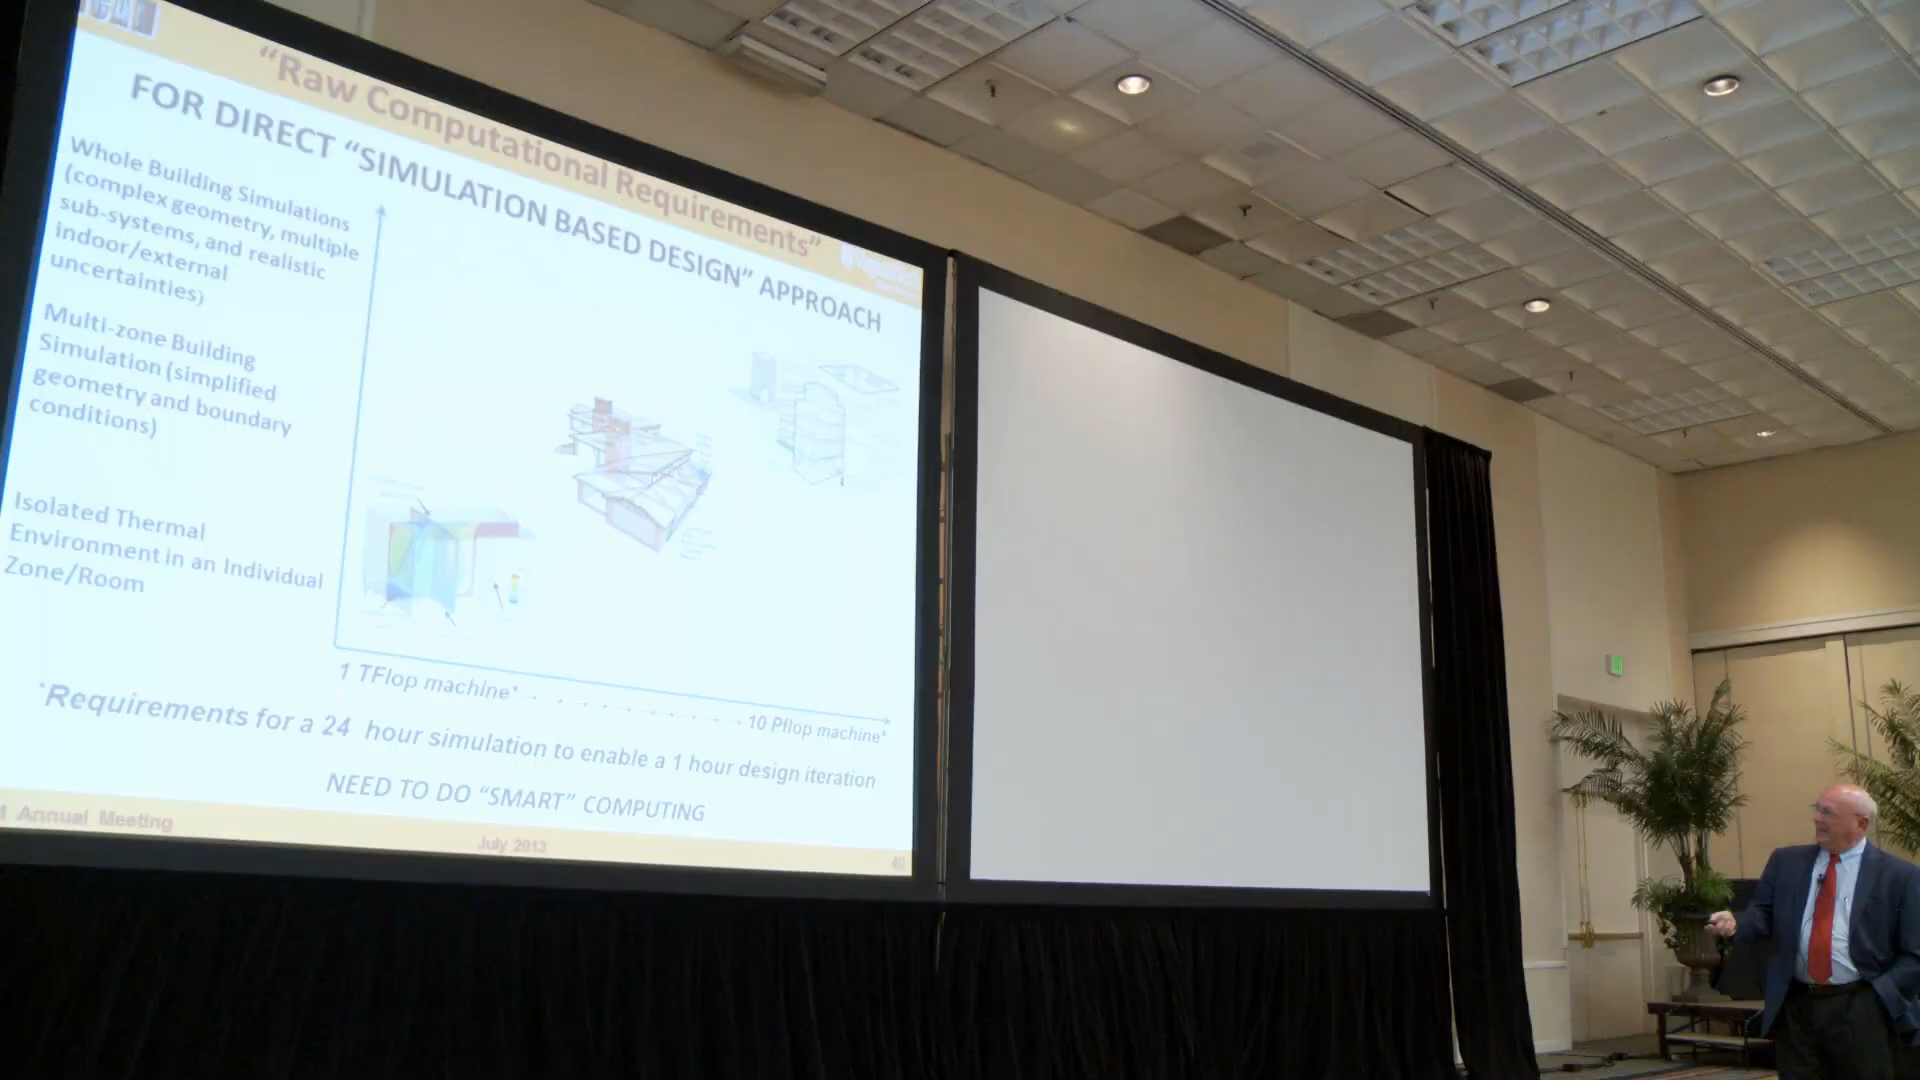 “Raw Computational Requirements”
FOR DIRECT “SIMULATION BASED DESIGN” APPROACH
Whole Building Simulations
(complex geometry, multiple
sub-systems, and realistic
indoor/external
uncertainties)
Multi-zone Building
Simulation (simplified
geometry and boundary
conditions)
Isolated Thermal
Environment in an Individual
Zone/Room
1 TFlop machine* . . . . . . . . . . 10 Pflop machine*
*Requirements for a 24 hour simulation to enable a 1 hour design iteration
NEED TO DO “SMART” COMPUTING
Annual Meeting
July 2013